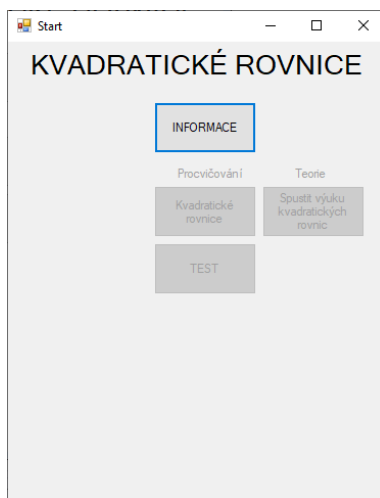 Start
KVADRATICKÉ ROVNICE
INFORMACE
Procvičování
Teorie
Kvadratické
rovnice
Spustit výuku
kvadratických
rovnic
TEST